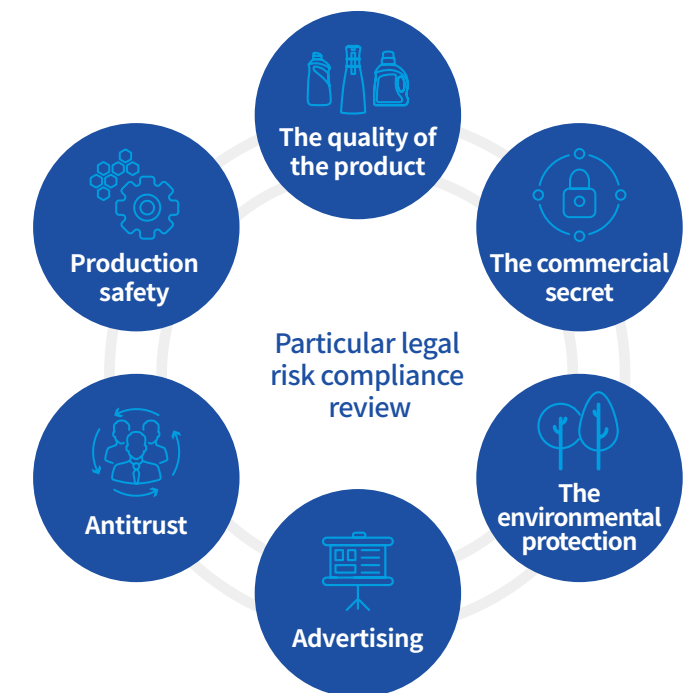 The quality of
the product
The commercial
secret
The
environmental
protection
Advertising
Antitrust
Production
safety
Particular legal
risk compliance
review